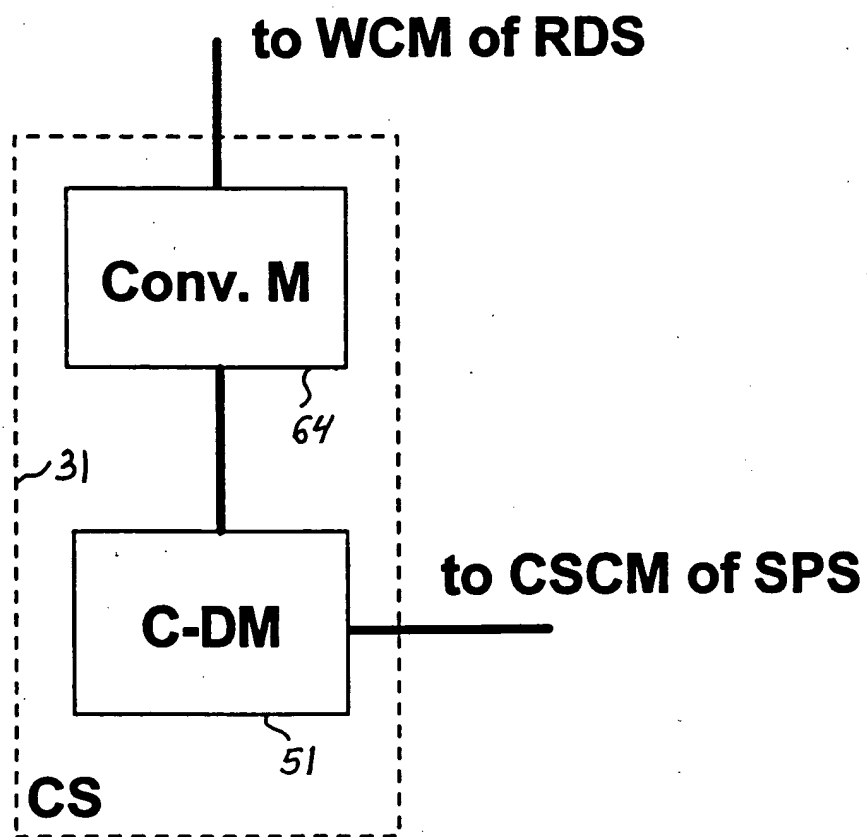 to WCM of RDS
Conv. M
64
31
to CSCM of SPS
C-DM
51
CS